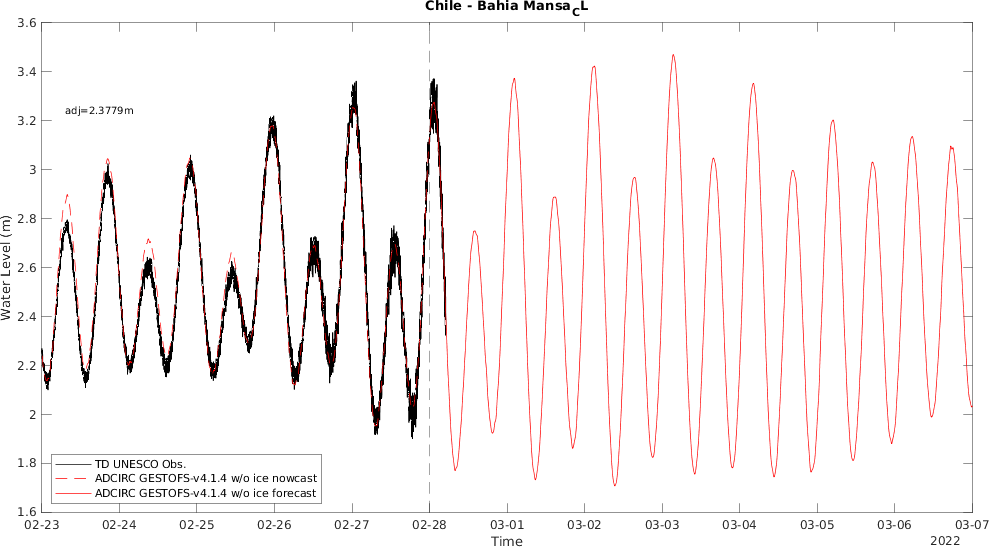 Chile - Bahia Mansa_CL
3.6
3.4
3.2
3
2.8
2.6
2.4
2.2
2
1.8
1.6
Water Level (m)
adj=2.3779m
TD UNESCO Obs.
ADCIRC GESTOFS-v4.1.4 w/o ice nowcast
ADCIRC GESTOFS-v4.1.4 w/o ice forecast
02-23 02-24 02-25 02-26 02-27 02-28 03-01 03-02 03-03 03-04 03-05 03-06 03-07
Time
2022